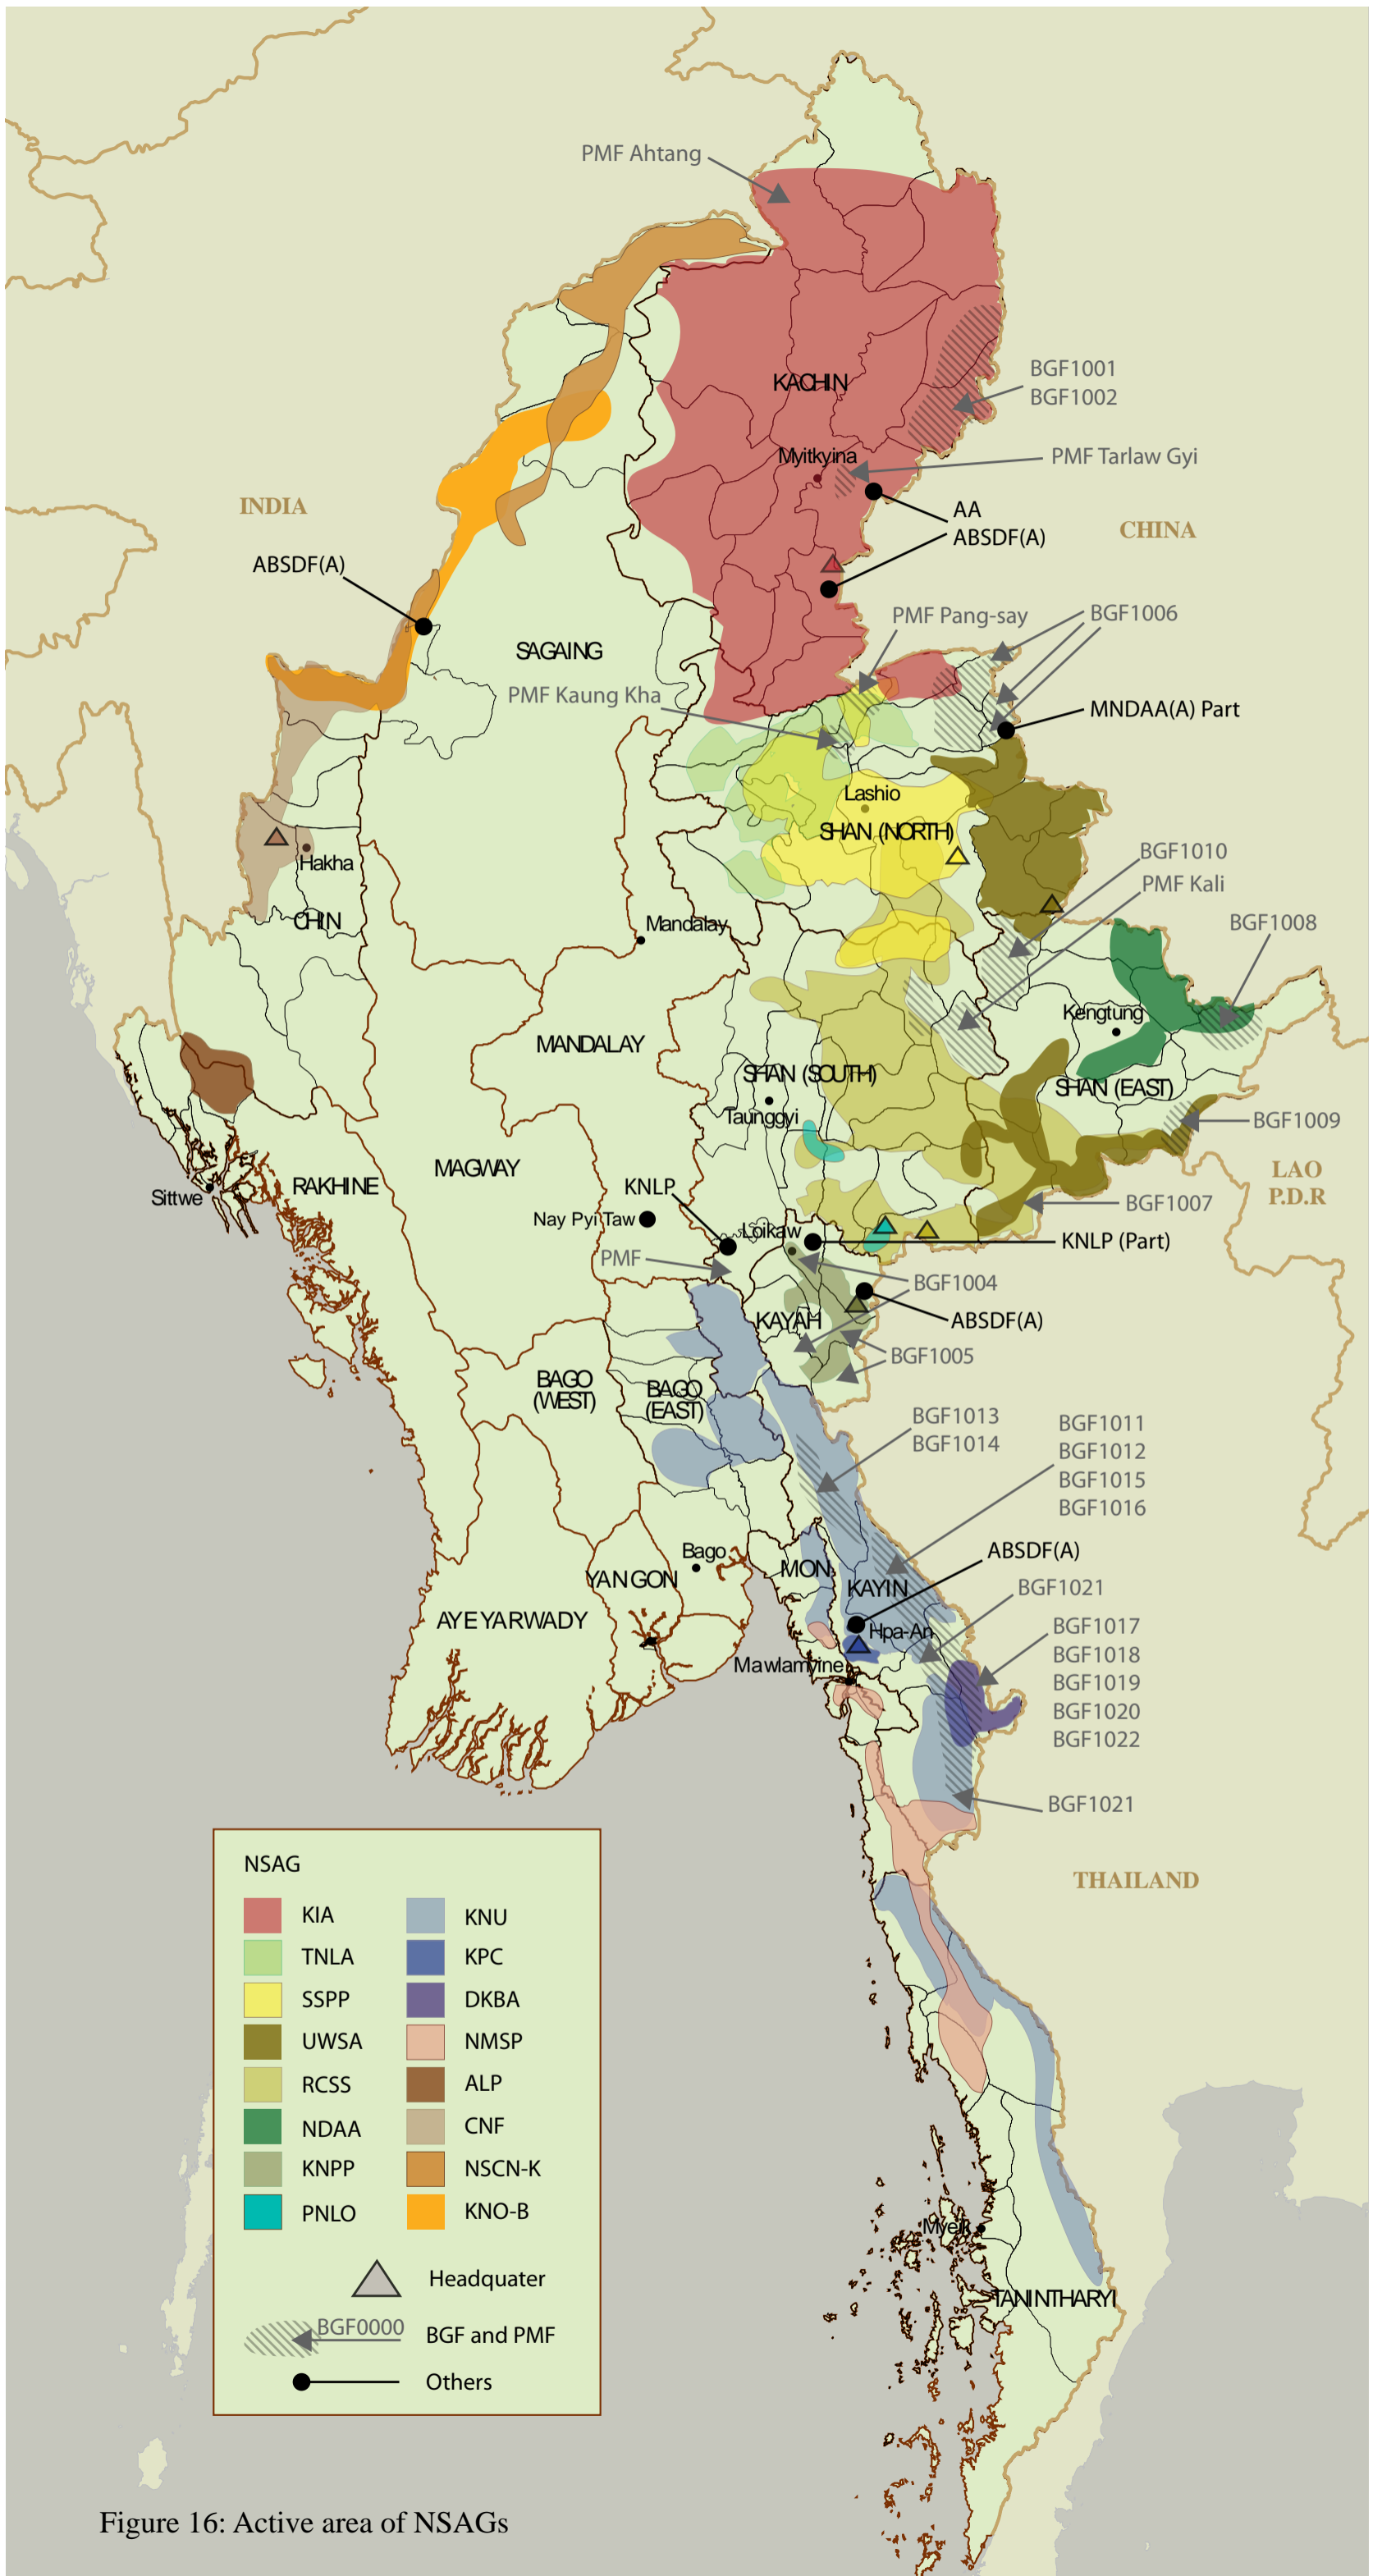 PMF Ahtang
BGF1001
BGF1002
KACHIN
Myitkyina
PMF Tarlaw Gyi
INDIA
AA
ABSDF(A)
CHINA
ABSDF(A)
PMF Pang-say
BGF1006
SAGAING
PMF Kaung Kha
MNDAA(A) Part
Lashio
SHAN (NORTH)
BGF1010
Hakha
PMF Kali
CHIN
Mandalay
BGF1008
Kengtung
MANDALAY
SHAN (SOUTH)
SHAN (EAST)
Taunggyi
BGF1009
MAGWAY
LAO
P.D.R
RAKHINE
KNLP
Sittwe
BGF1007
Nay Pyi Taw
Loikaw
KNLP (Part)
PMF
BGF1004
KAYAH
ABSDF(A)
BGF1005
BAGO
(WEST)
BAGO
(EAST)
BGF1013
BGF1014
BGF1011
BGF1012
BGF1015
BGF1016
Bago
ABSDF(A)
MON
YANGON
KAYIN
BGF1021
AYEYARWADY
Hpa-An
BGF1017
BGF1018
BGF1019
BGF1020
BGF1022
Mawlamyine
BGF1021
NSAG
THAILAND
KIA
KNU
TNLA
KPC
SSPP
DKBA
UWSA
NMSP
RCSS
ALP
NDAA
CNF
KNPP
NSCN-K
PNLO
KNO-B
Myeik
Headquater
TANINTHARYI
BGF0000
BGF and PMF
Others
Figure 16: Active area of NSAGs